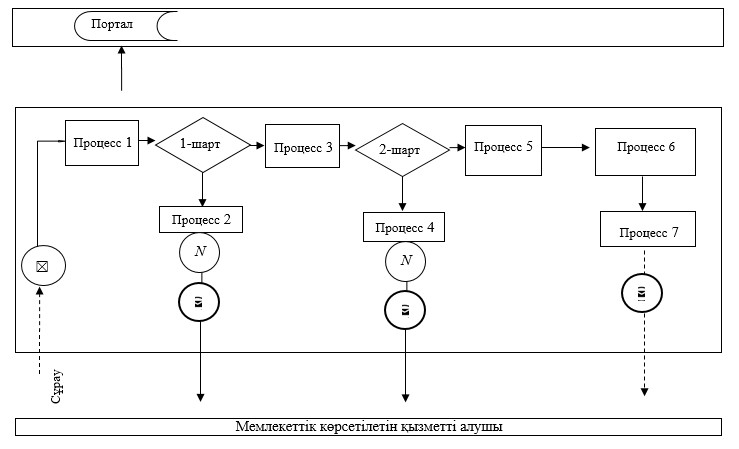 Портал
Процесс 1
1-шарт
Процесс 3
2-шарт
Процесс 5
Процесс 6
Процесс 2
Процесс 4
Процесс 7
N
N
Сұрау
Мемлекеттік көрсетілетін қызметті алушы